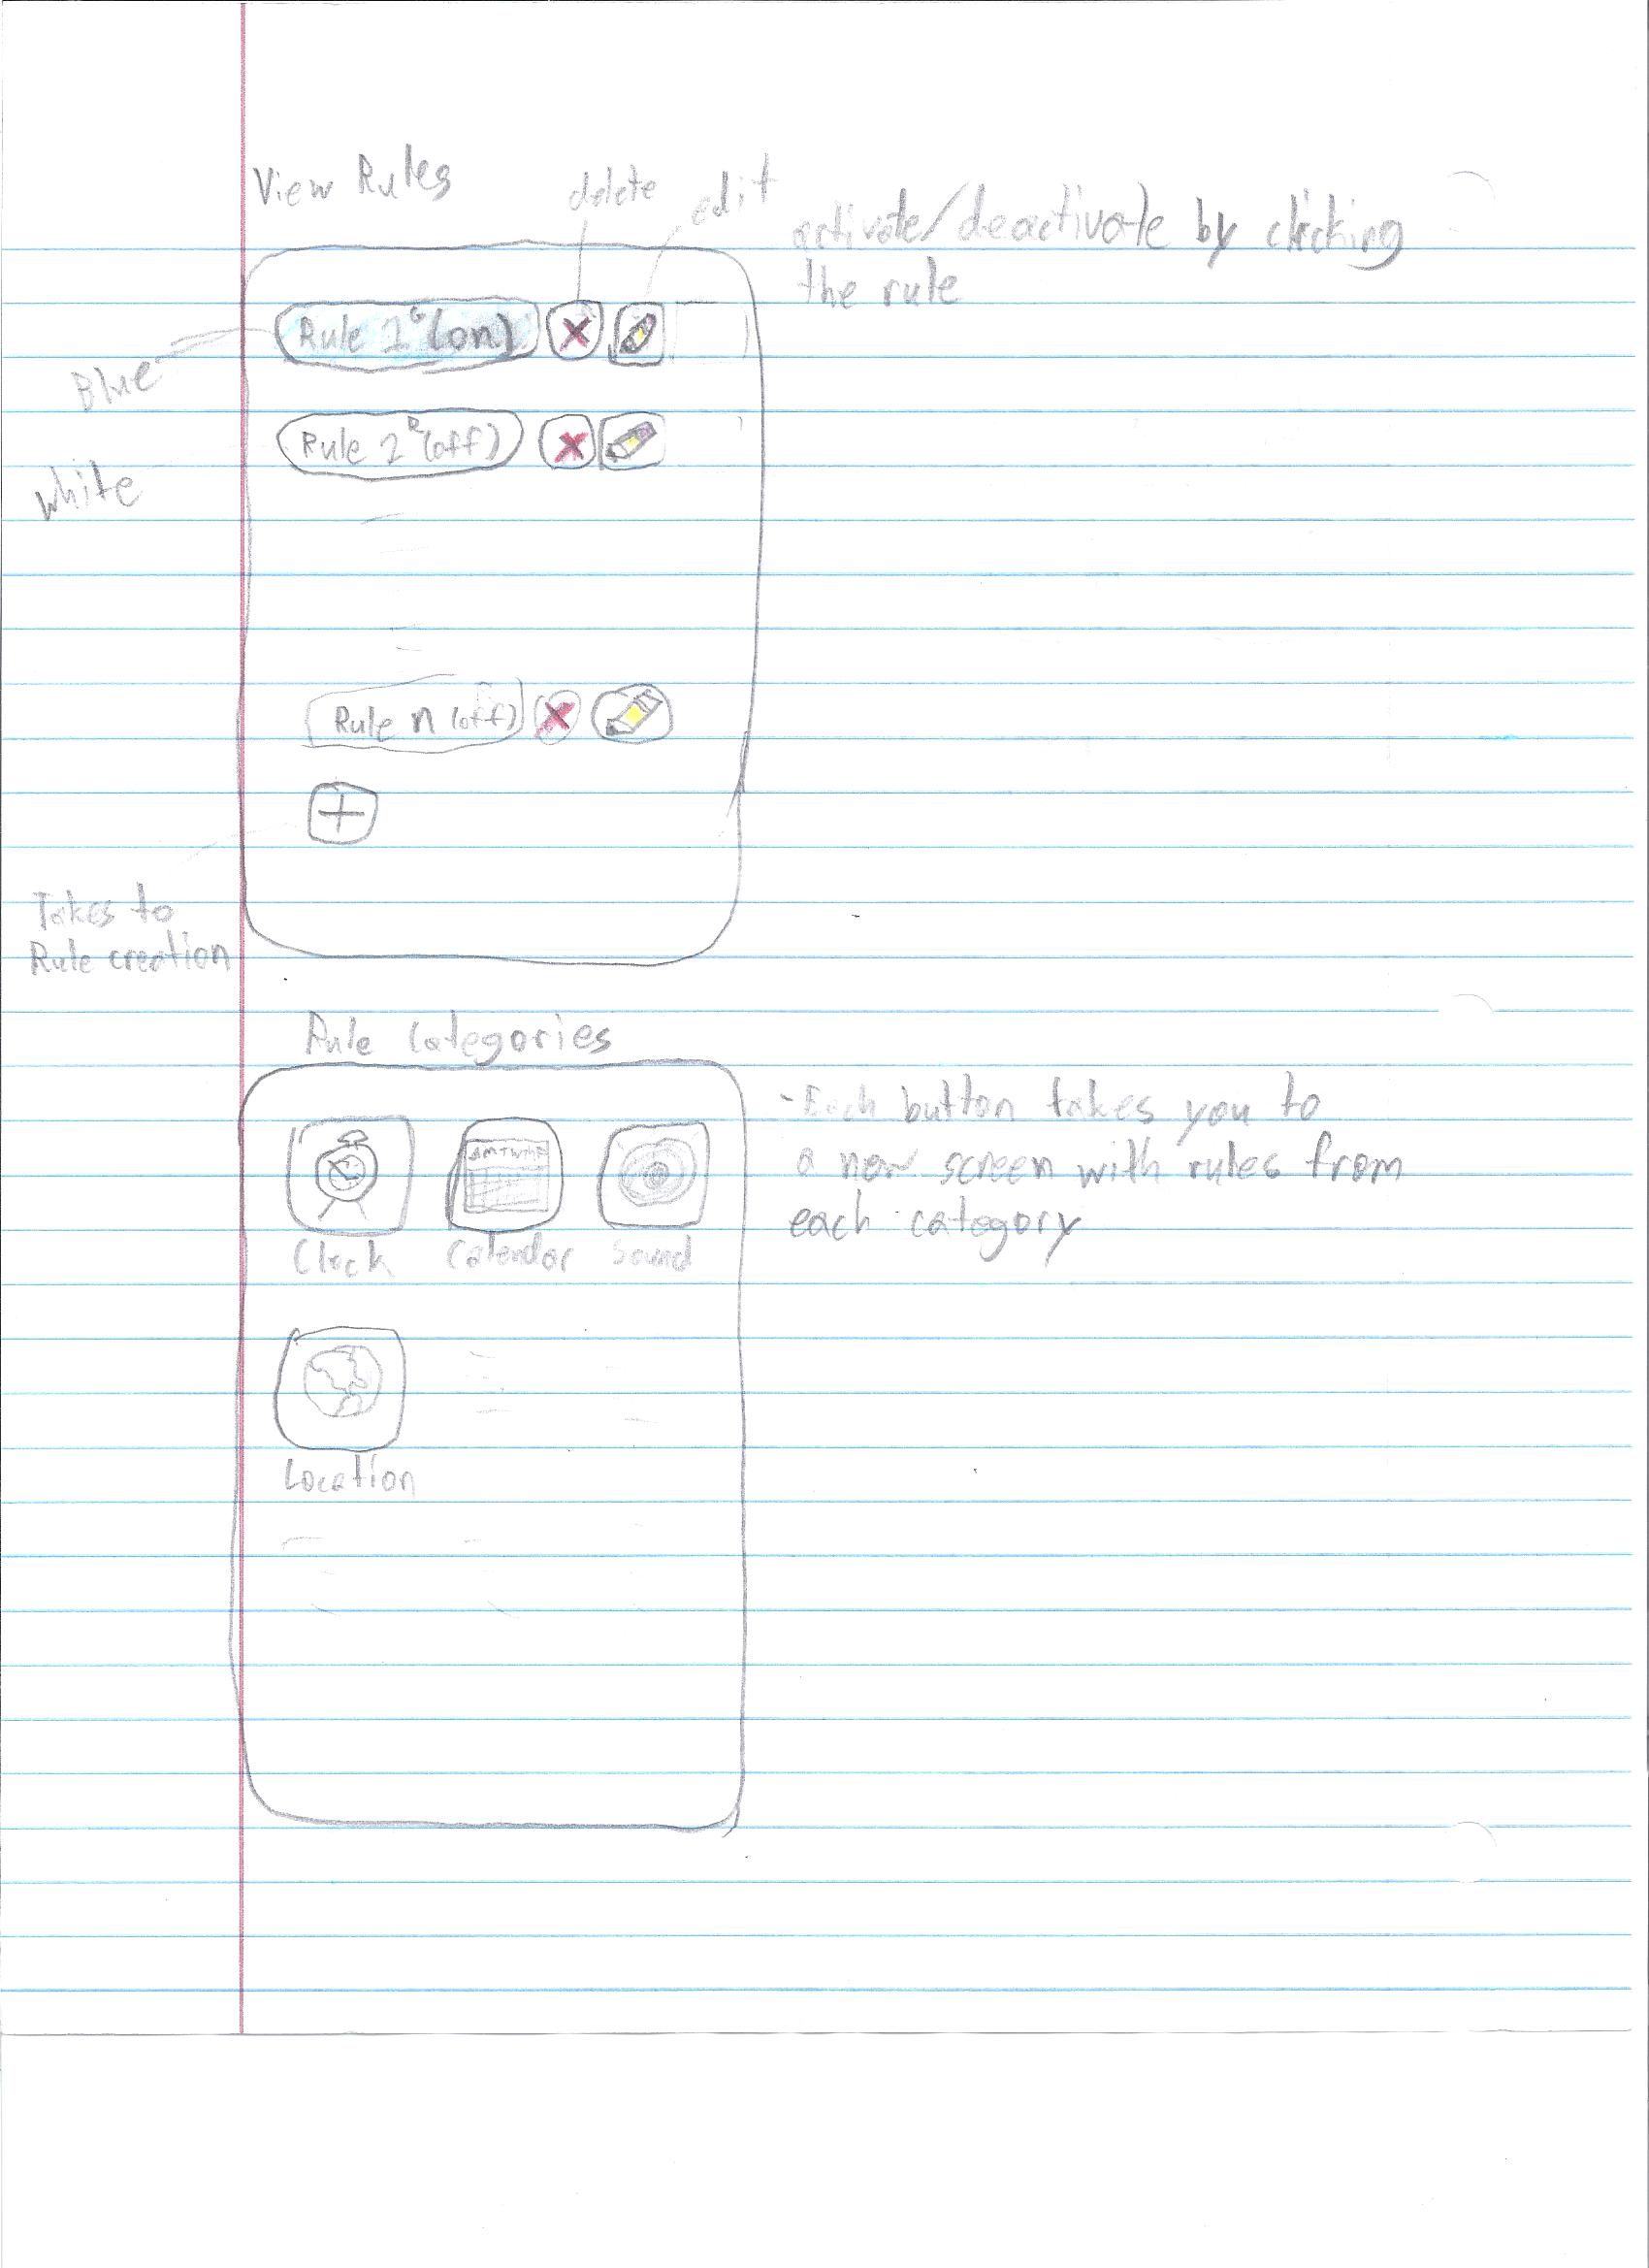 View Rules
delete
edit
activate/deactivate by clicking
the rule
Rule 1 G (on)
Blue
Rule 2 R (off)
White
Rule n (off)
+
Takes to
Rule creation
Rule Categories
- Each button takes you to
a new screen with rules from
each category
Clock Calendar Sound
Location